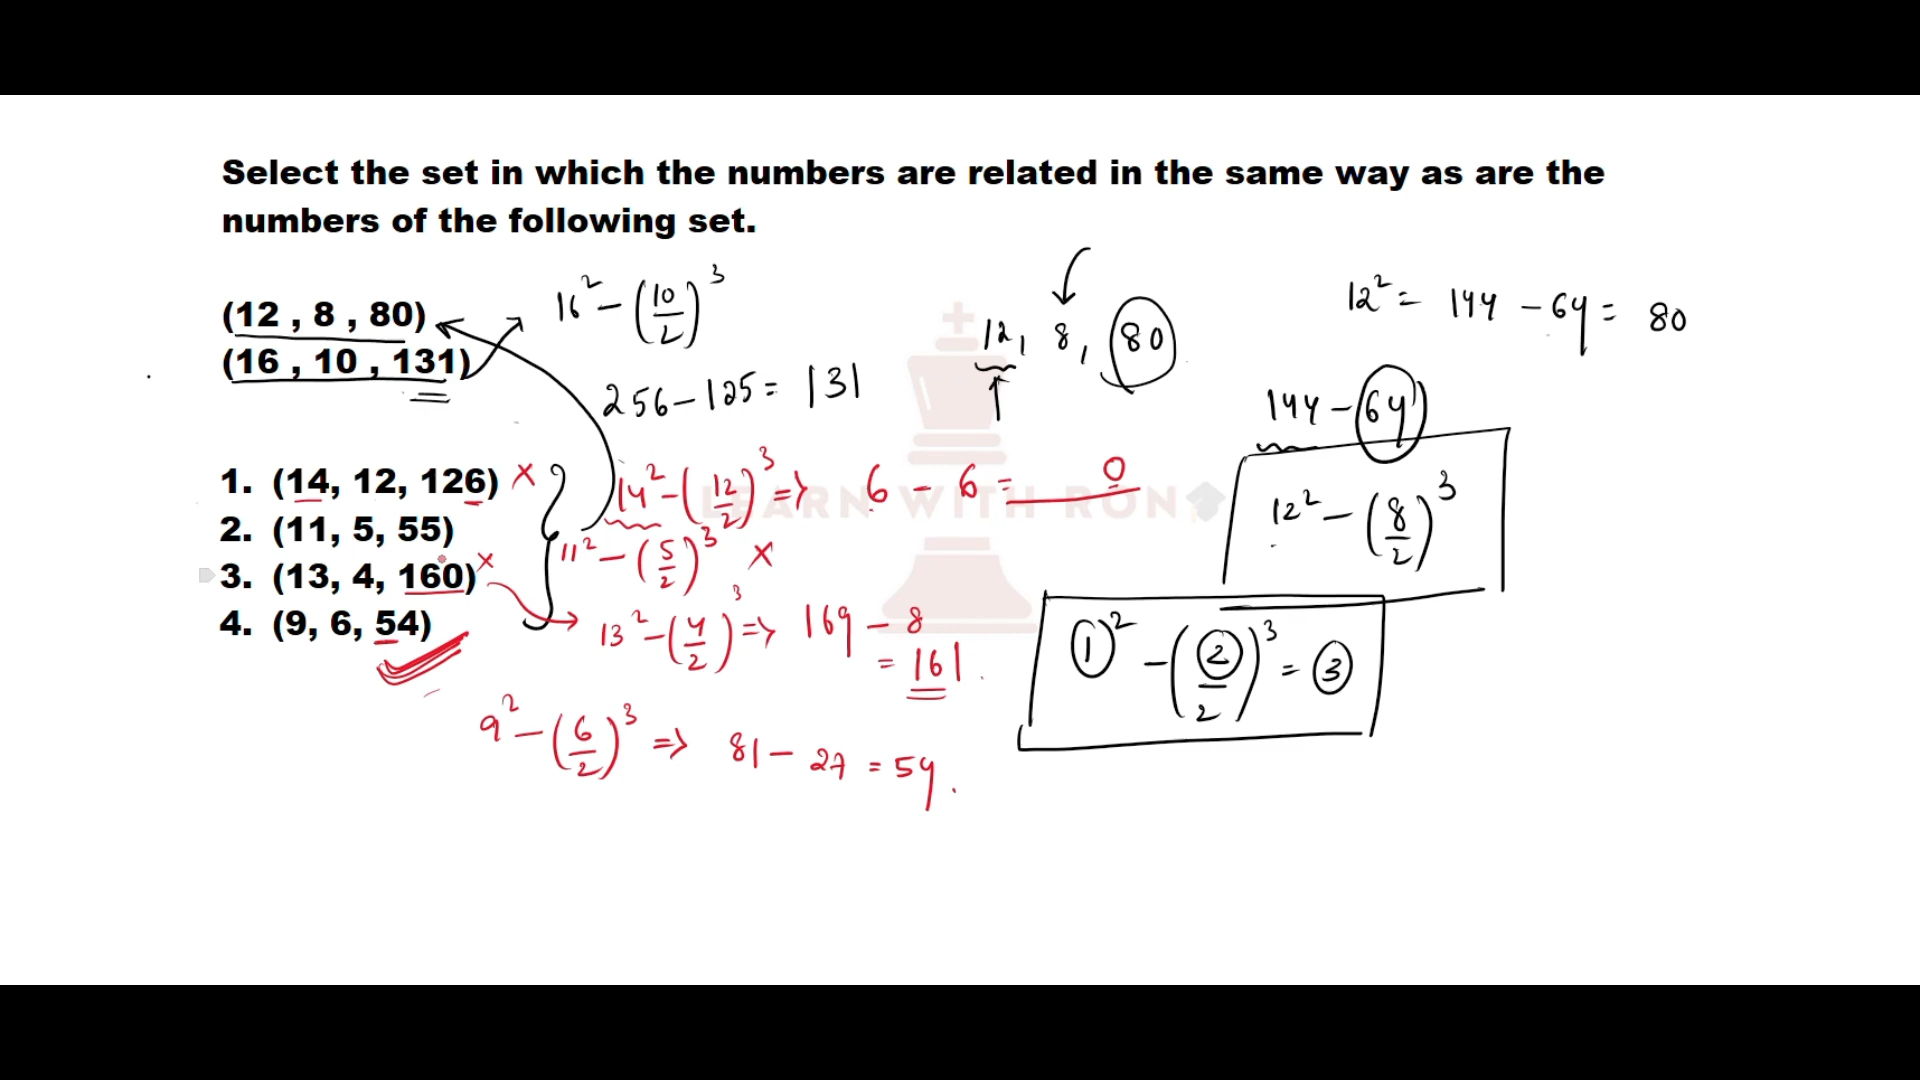 Select the set in which the numbers are related in the same way as are the
numbers of the following set.
(12 , 8 , 80)
(16 , 10 , 131)
16² − (10/2)³
256 − 125 = 131
12, 8, 80
12² = 144 − 64 = 80
144 − 64
12² − (8/2)³
①² − (②/2)³ = ③
1. (14, 12, 126) ×
2. (11, 5, 55)
3. (13, 4, 160) ×
4. (9, 6, 54)
14² − (12/2)³ => 6 − 6 = 0
11² − (5/2)³ ×
13² − (4/2)³ => 169 − 8
= 161
9² − (6/2)³ => 81 − 27 = 54.
LEARN WITH RON